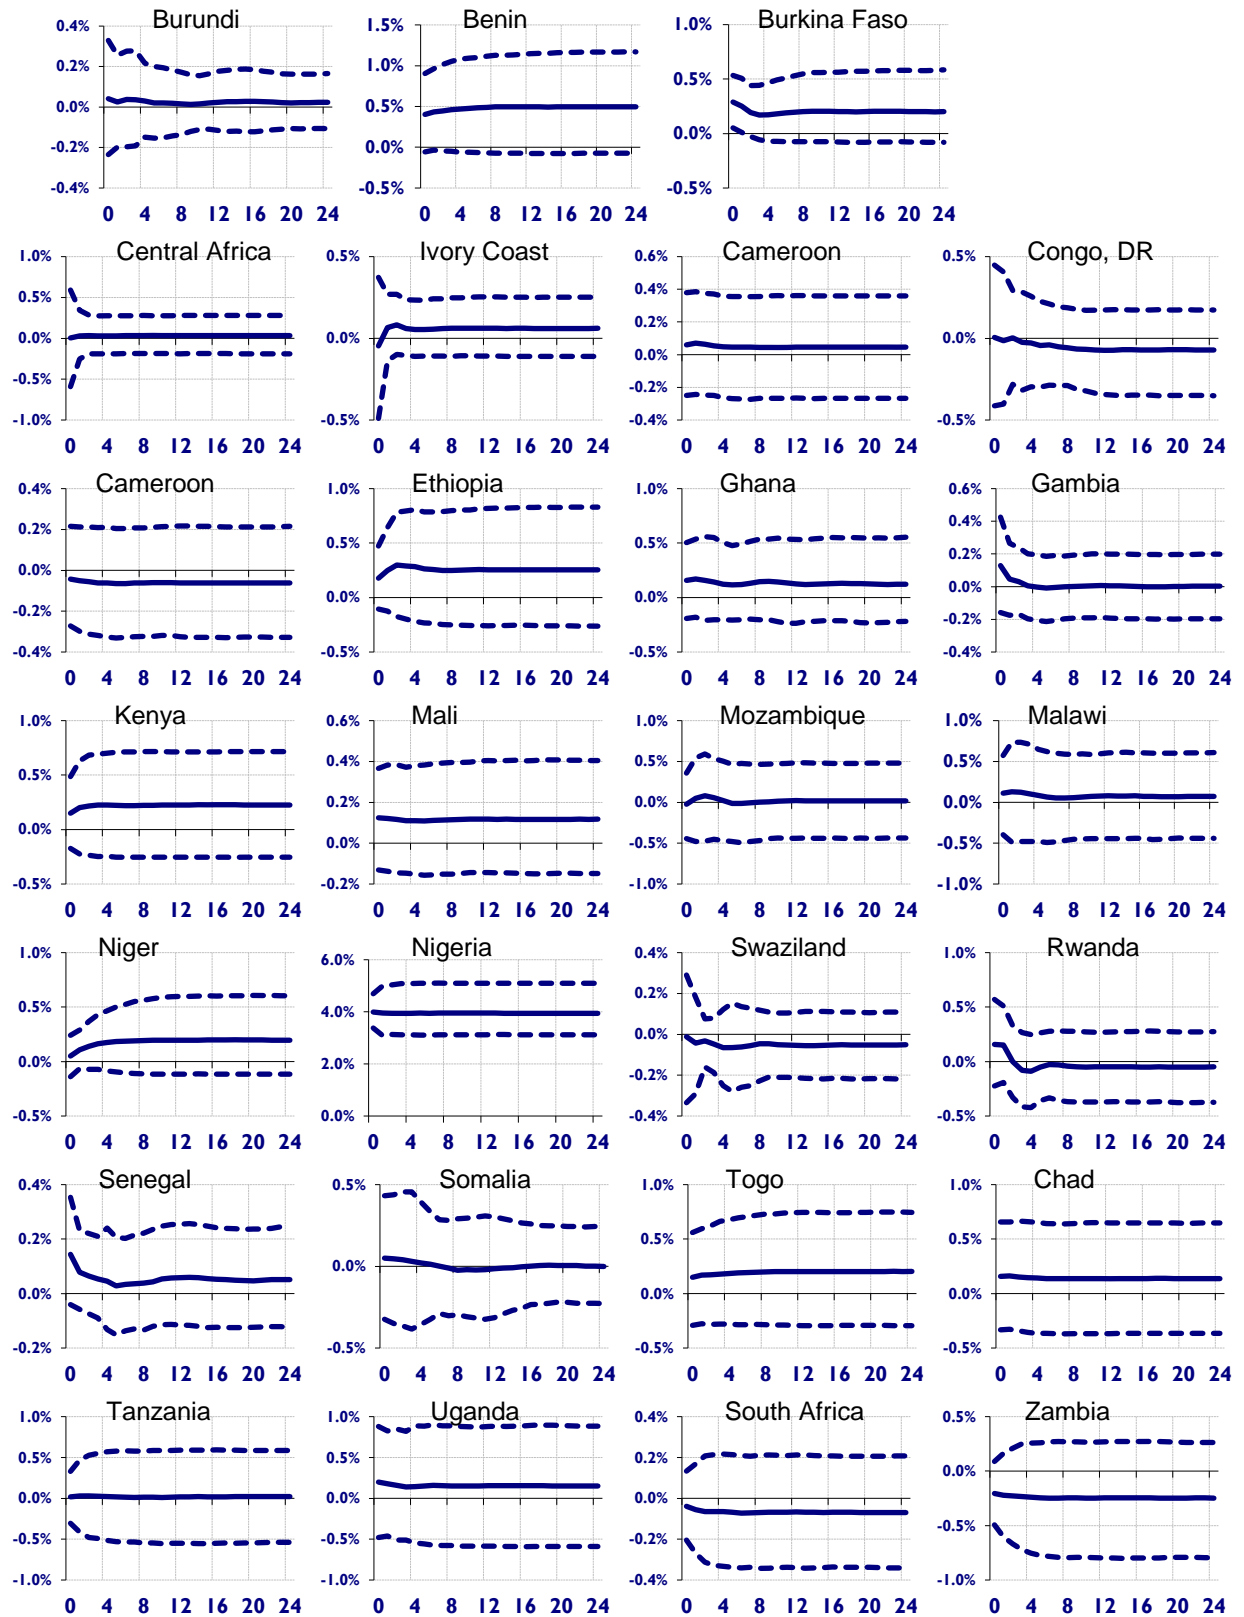 Burundi Benin Burkina Faso
0.4% 1.5% 1.0%
0.2% 1.0% 0.5%
0.0% 0.5% 0.0%
-0.2% 0.0% -0.5%
-0.4% -0.5%
0 4 8 12 16 20 24 0 4 8 12 16 20 24 0 4 8 12 16 20 24
Central Africa Ivory Coast Cameroon Congo, DR
1.0% 0.5% 0.6% 0.5%
0.5% 0.0% 0.4% 0.0%
0.0% -0.5% 0.2% -0.5%
-0.5% 0.0%
-1.0% -0.2%
-0.4%
0 4 8 12 16 20 24 0 4 8 12 16 20 24 0 4 8 12 16 20 24 0 4 8 12 16 20 24
Cameroon Ethiopia Ghana Gambia
0.4% 1.0% 1.0% 0.6%
0.2% 0.5% 0.5% 0.4%
0.0% 0.0% 0.0% 0.2%
-0.2% -0.5% -0.5% 0.0%
-0.4% -0.2%
-0.4%
0 4 8 12 16 20 24 0 4 8 12 16 20 24 0 4 8 12 16 20 24 0 4 8 12 16 20 24
Kenya Mali Mozambique Malawi
1.0% 0.6% 1.0% 1.0%
0.5% 0.4% 0.5% 0.5%
0.0% 0.2% 0.0% 0.0%
-0.5% 0.0% -0.5% -0.5%
-0.2% -1.0% -1.0%
0 4 8 12 16 20 24 0 4 8 12 16 20 24 0 4 8 12 16 20 24 0 4 8 12 16 20 24
Niger Nigeria Swaziland Rwanda
1.0% 6.0% 0.4% 1.0%
0.5% 4.0% 0.2% 0.5%
0.0% 2.0% 0.0% 0.0%
-0.5% 0.0% -0.2% -0.5%
-0.4%
0 4 8 12 16 20 24 0 4 8 12 16 20 24 0 4 8 12 16 20 24 0 4 8 12 16 20 24
Senegal Somalia Togo Chad
0.4% 0.5% 1.0% 1.0%
0.2% 0.0% 0.5% 0.5%
0.0% -0.5% 0.0% 0.0%
-0.2% -0.5% -0.5%
0 4 8 12 16 20 24 0 4 8 12 16 20 24 0 4 8 12 16 20 24 0 4 8 12 16 20 24
Tanzania Uganda South Africa Zambia
1.0% 1.0% 0.4% 0.5%
0.5% 0.5% 0.2% 0.0%
0.0% 0.0% 0.0% -0.5%
-0.5% -0.5% -0.2% -1.0%
-1.0% -1.0% -0.4%
0 4 8 12 16 20 24 0 4 8 12 16 20 24 0 4 8 12 16 20 24 0 4 8 12 16 20 24